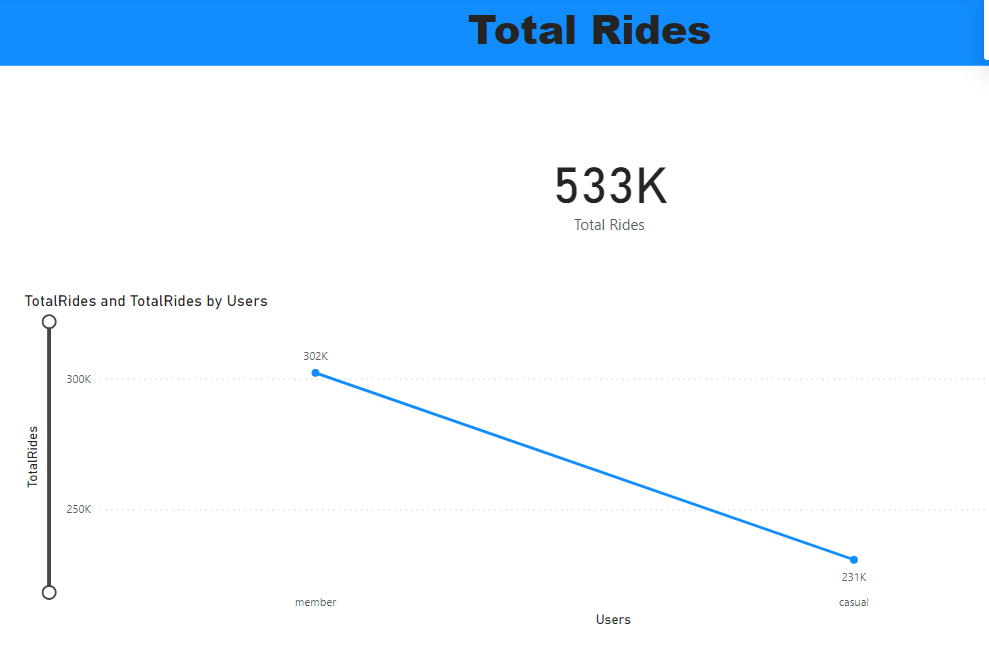 Total Rides
533K
Total Rides
TotalRides and TotalRides by Users
302K
300K
TotalRides
250K
231K
member
casual
Users